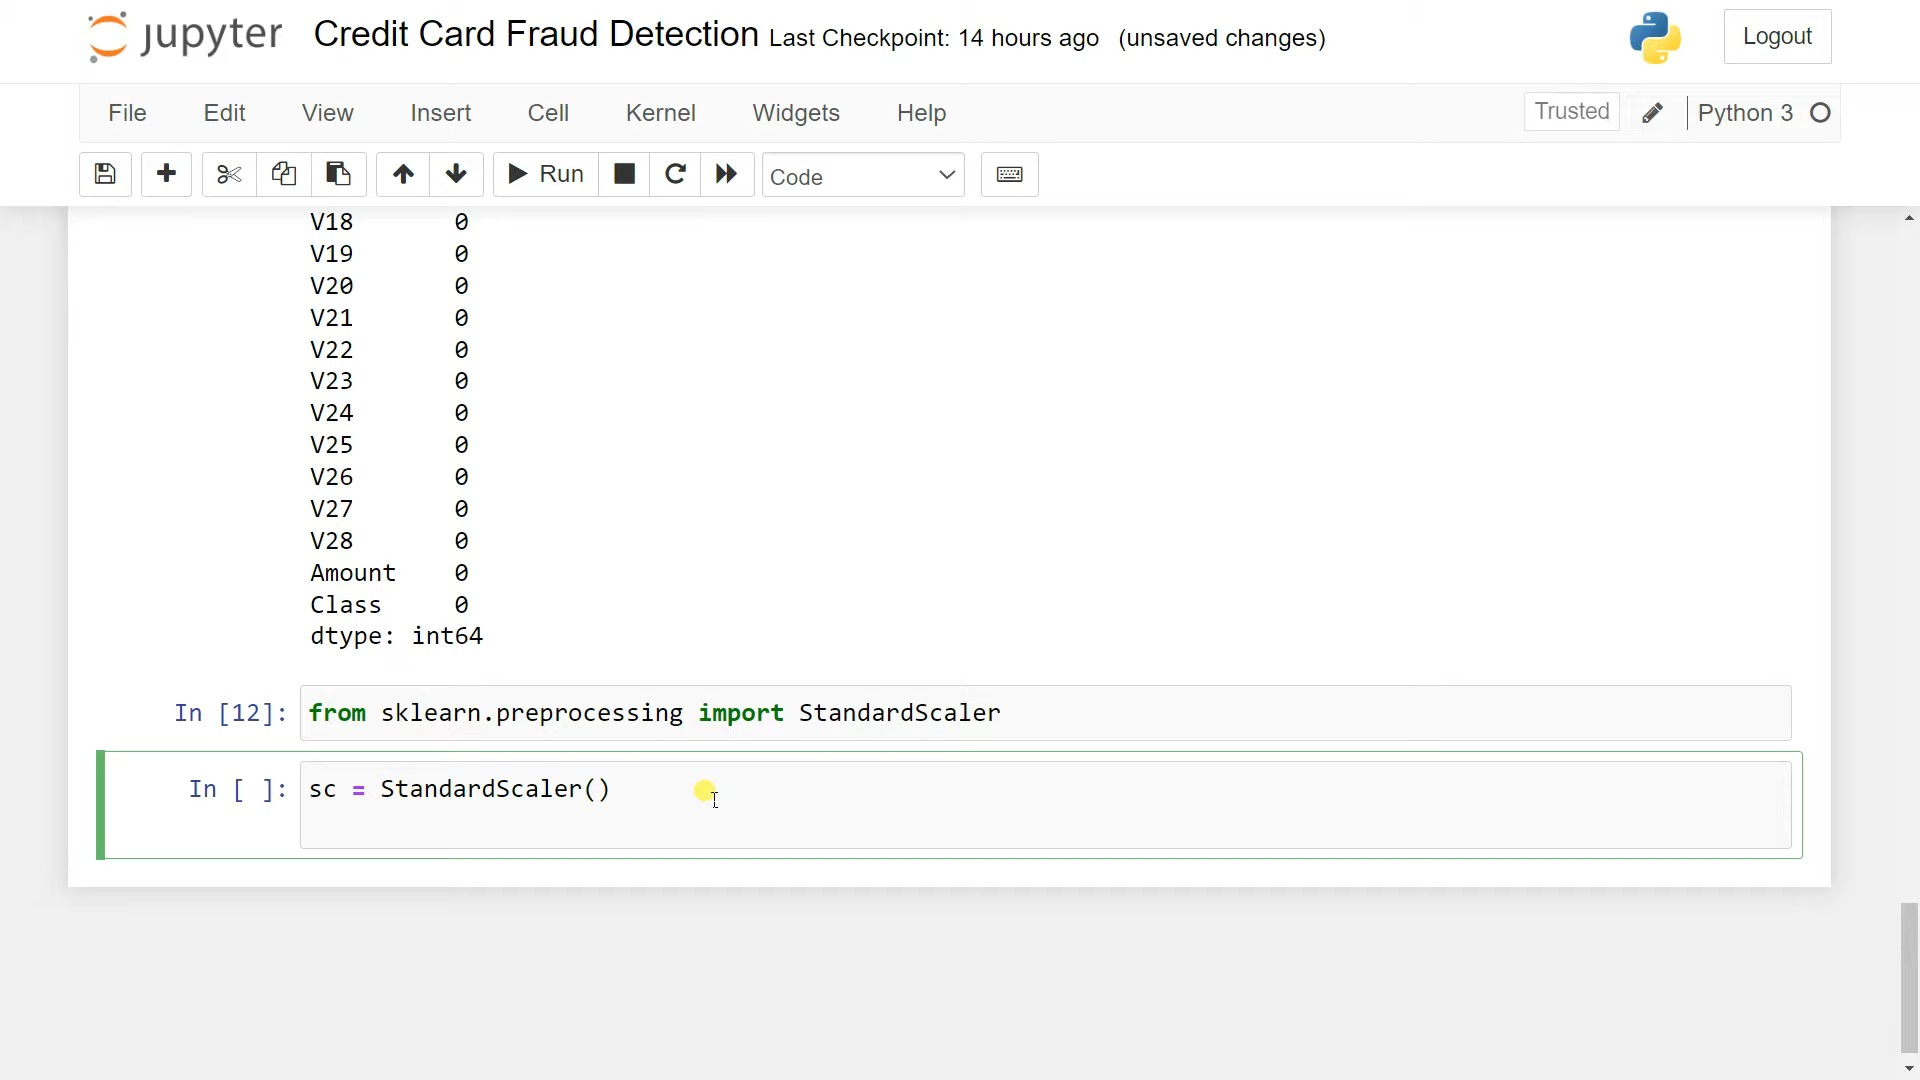 jupyter Credit Card Fraud Detection Last Checkpoint: 14 hours ago (unsaved changes) Logout
File Edit View Insert Cell Kernel Widgets Help Trusted Python 3
Run Code
V18 0
V19 0
V20 0
V21 0
V22 0
V23 0
V24 0
V25 0
V26 0
V27 0
V28 0
Amount 0
Class 0
dtype: int64
In [12]: from sklearn.preprocessing import StandardScaler
In [ ]: sc = StandardScaler()